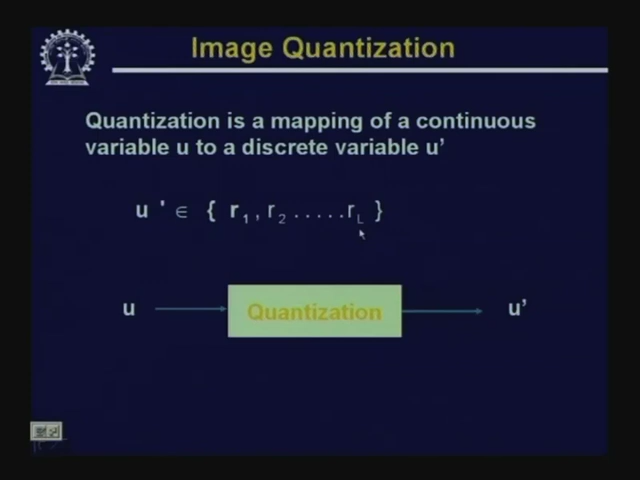 Image Quantization
Quantization is a mapping of a continuous
variable u to a discrete variable u’
u ' ∈ { r₁ , r₂ . . . . . r_L }
u
Quantization
u’